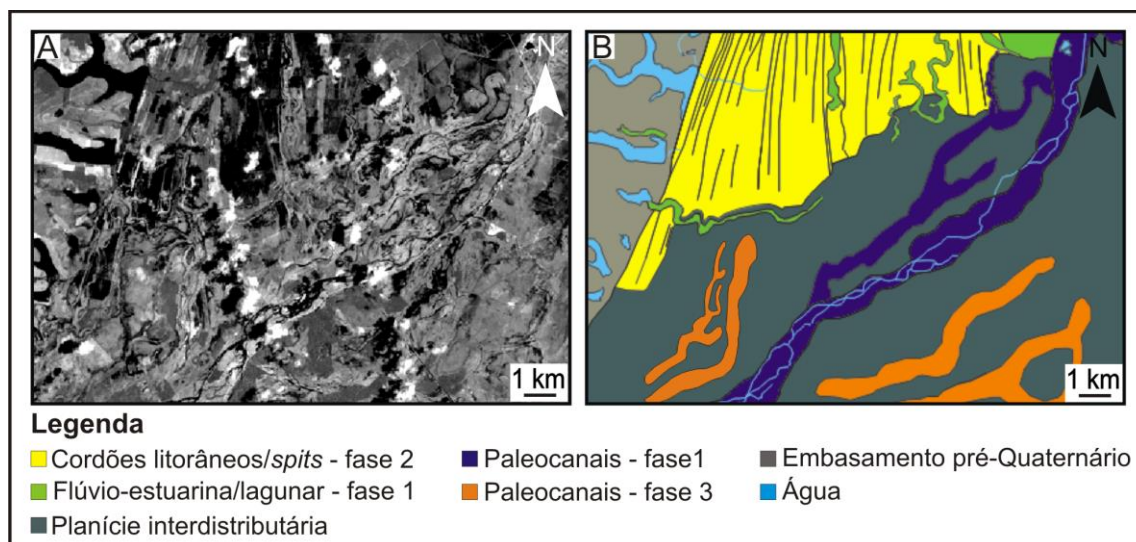 A
N
1 km
B
N
1 km
Legenda
Cordões litorâneos/spits - fase 2
Paleocanais - fase1
Embasamento pré-Quaternário
Flúvio-estuarina/lagunar - fase 1
Paleocanais - fase 3
Água
Planície interdistributária